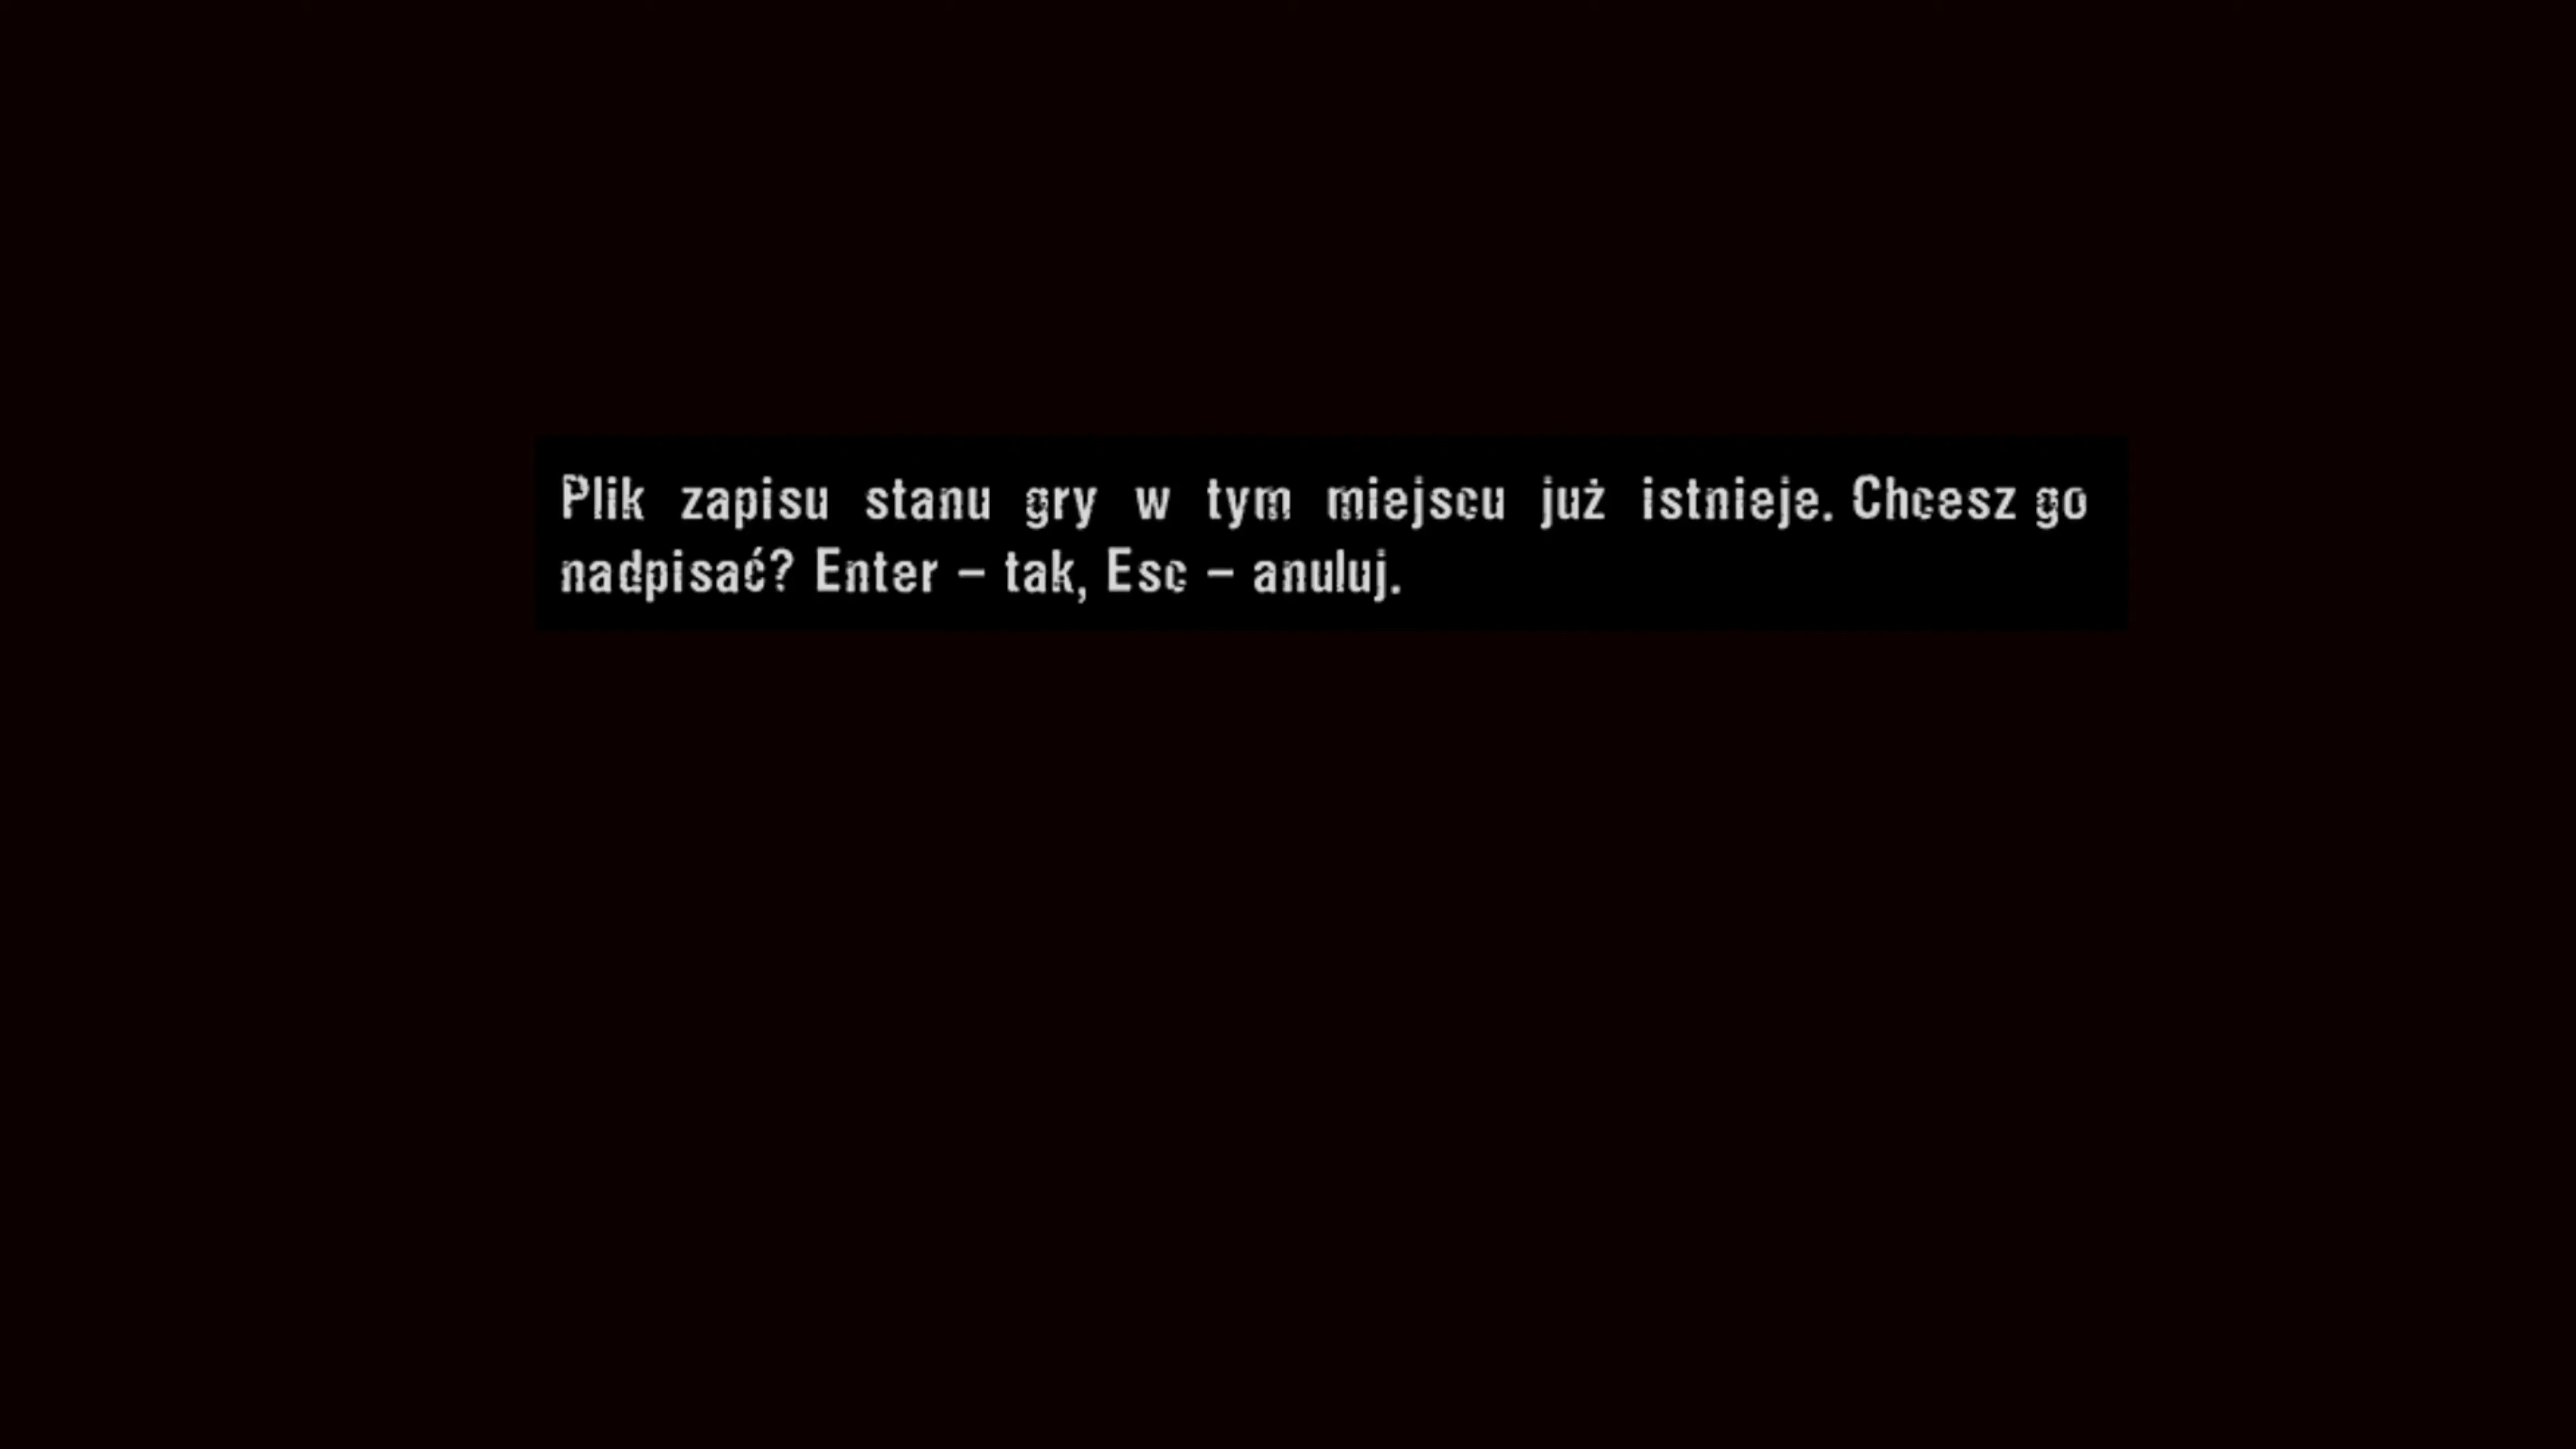 Plik zapisu stanu gry w tym miejscu już istnieje. Chcesz go
nadpisać? Enter – tak, Esc – anuluj.